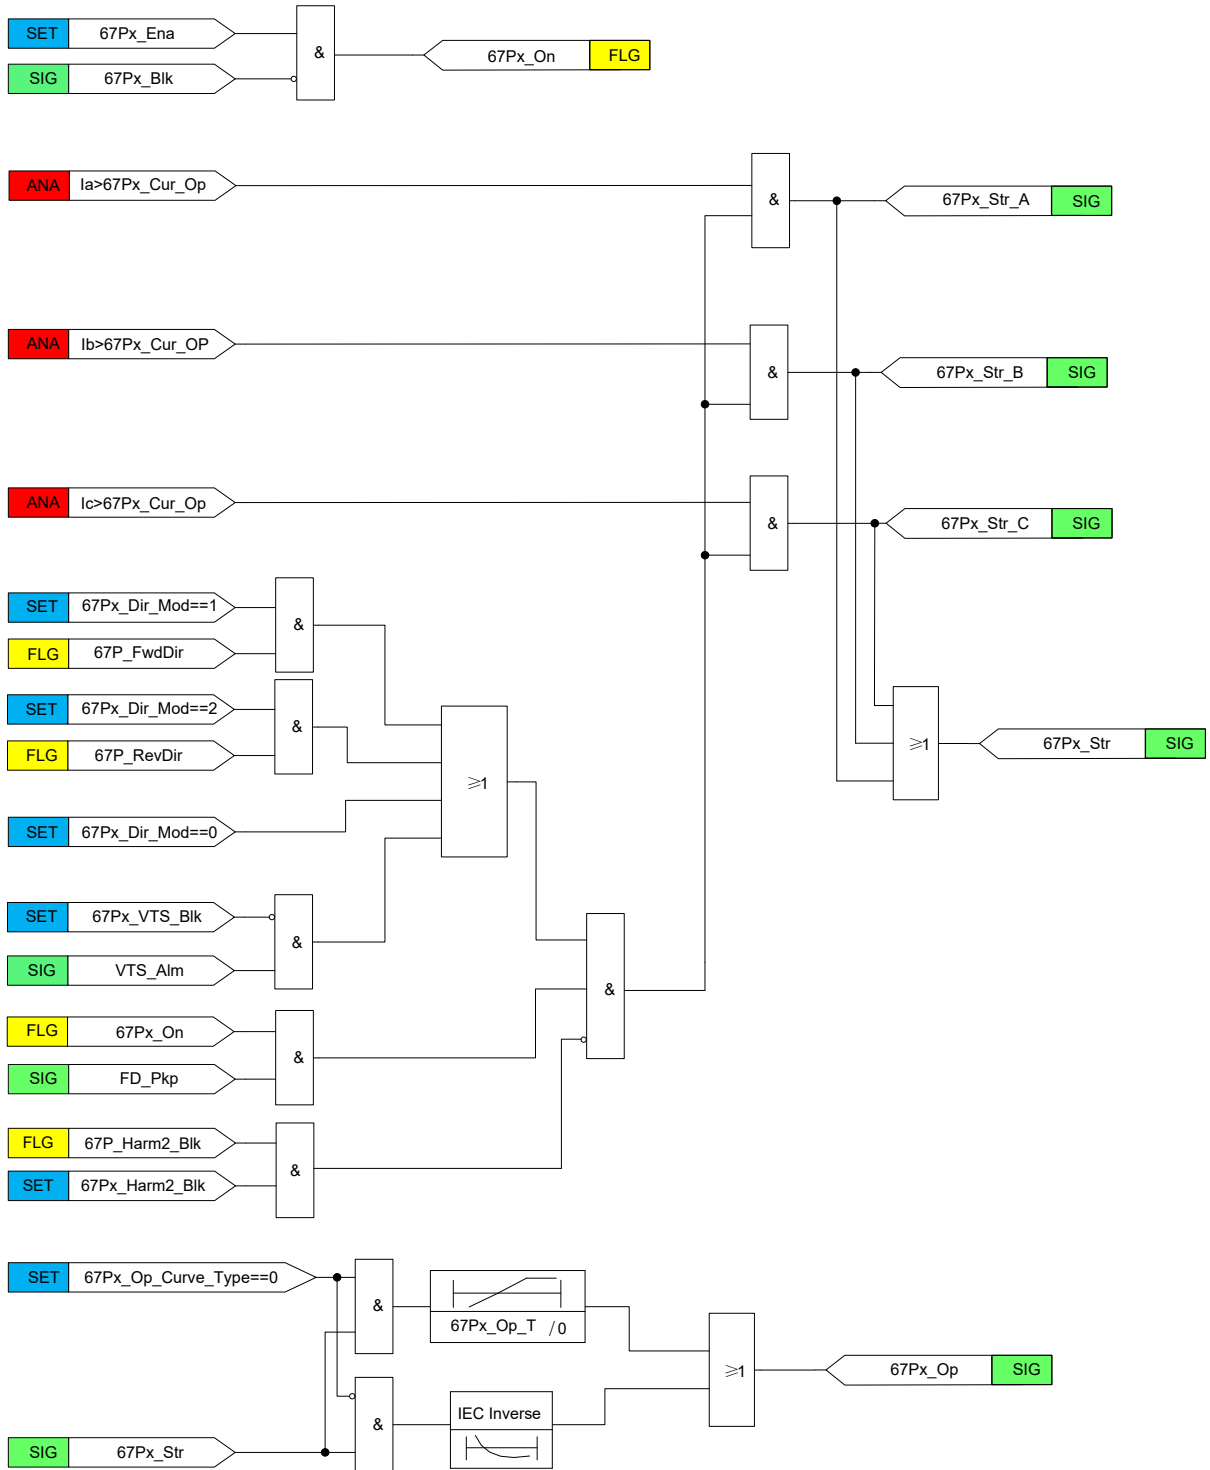 SET 67Px_Ena
&
67Px_On FLG
SIG 67Px_Blk
ANA Ia>67Px_Cur_Op
&
67Px_Str_A SIG
ANA Ib>67Px_Cur_OP
&
67Px_Str_B SIG
ANA Ic>67Px_Cur_Op
&
67Px_Str_C SIG
SET 67Px_Dir_Mod==1
&
FLG 67P_FwdDir
SET 67Px_Dir_Mod==2
&
FLG 67P_RevDir
≥1
≥1
67Px_Str SIG
SET 67Px_Dir_Mod==0
SET 67Px_VTS_Blk
&
SIG VTS_Alm
&
FLG 67Px_On
&
SIG FD_Pkp
FLG 67P_Harm2_Blk
&
SET 67Px_Harm2_Blk
SET 67Px_Op_Curve_Type==0
&
67Px_Op_T /0
≥1
67Px_Op SIG
IEC Inverse
&
SIG 67Px_Str